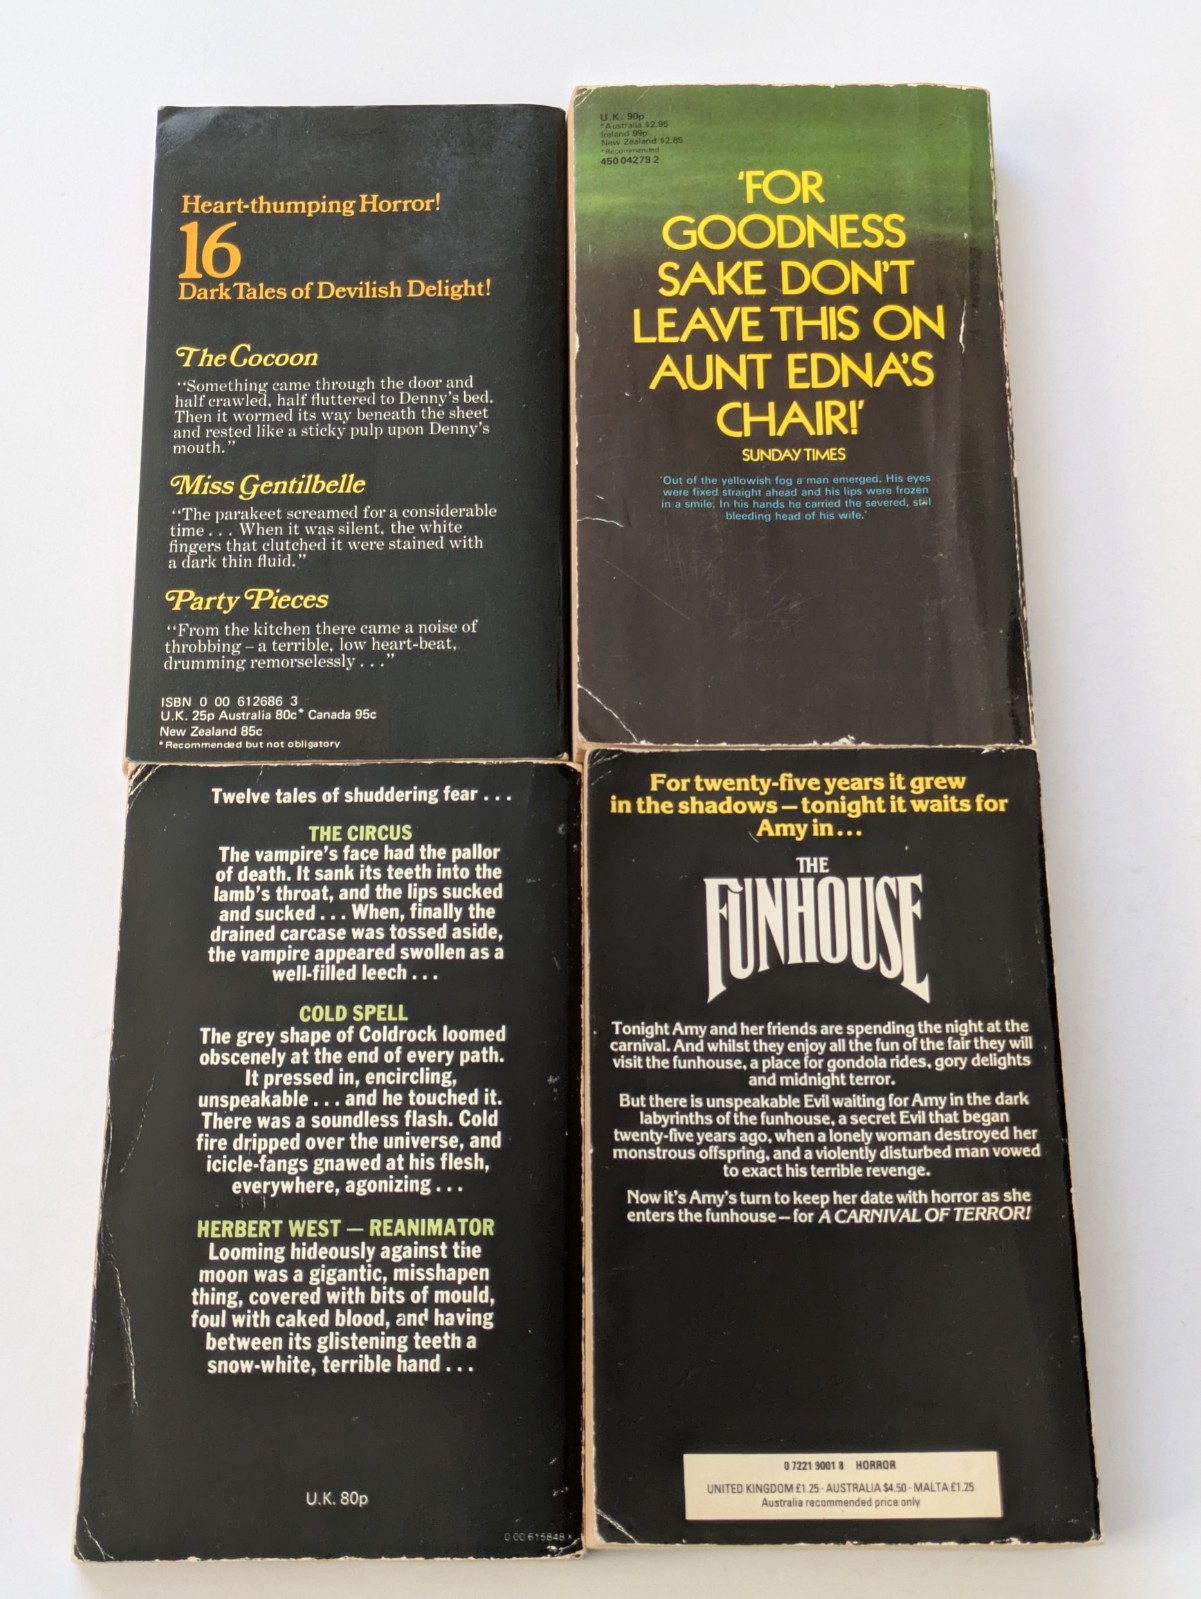 Heart-thumping Horror!
16
Dark Tales of Devilish Delight!
The Cocoon
"Something came through the door and
half crawled, half fluttered to Denny's bed.
Then it wormed its way beneath the sheet
and rested like a sticky pulp upon Denny's
mouth."
Miss Gentilbelle
"The parakeet screamed for a considerable
time . . . When it was silent, the white
fingers that clutched it were stained with
a dark thin fluid."
Party Pieces
"From the kitchen there came a noise of
throbbing – a terrible, low heart-beat,
drumming remorselessly . . ."
ISBN 0 00 612686 3
U.K. 25p Australia 80c* Canada 95c
New Zealand 85c
*Recommended but not obligatory
U.K. 90p
*Australia $2.95
Ireland 99p
New Zealand $2.85
*Recommended
450 04278 2
'FOR
GOODNESS
SAKE DON'T
LEAVE THIS ON
AUNT EDNA'S
CHAIR!'
SUNDAY TIMES
'Out of the yellowish fog a man emerged. His eyes
were fixed straight ahead and his lips were frozen
in a smile. In his hands he carried the severed, still
bleeding head of his wife.'
Twelve tales of shuddering fear . . .
THE CIRCUS
The vampire's face had the pallor
of death. It sank its teeth into the
lamb's throat, and the lips sucked
and sucked . . . When, finally the
drained carcase was tossed aside,
the vampire appeared swollen as a
well-filled leech . . .
COLD SPELL
The grey shape of Coldrock loomed
obscenely at the end of every path.
It pressed in, encircling,
unspeakable . . . and he touched it.
There was a soundless flash. Cold
fire dripped over the universe, and
icicle-fangs gnawed at his flesh,
everywhere, agonizing . . .
HERBERT WEST — REANIMATOR
Looming hideously against the
moon was a gigantic, misshapen
thing, covered with bits of mould,
foul with caked blood, and having
between its glistening teeth a
snow-white, terrible hand . . .
U.K. 80p
0 00 615848 X
For twenty-five years it grew
in the shadows – tonight it waits for
Amy in . . .
THE
FUNHOUSE
Tonight Amy and her friends are spending the night at the
carnival. And whilst they enjoy all the fun of the fair they will
visit the funhouse, a place for gondola rides, gory delights
and midnight terror.
But there is unspeakable Evil waiting for Amy in the dark
labyrinths of the funhouse, a secret Evil that began
twenty-five years ago, when a lonely woman destroyed her
monstrous offspring, and a violently disturbed man vowed
to exact his terrible revenge.
Now it's Amy's turn to keep her date with horror as she
enters the funhouse – for A CARNIVAL OF TERROR!
0 7221 9001 8 HORROR
UNITED KINGDOM £1.25 · AUSTRALIA $4.50 · MALTA £1.25
Australia recommended price only